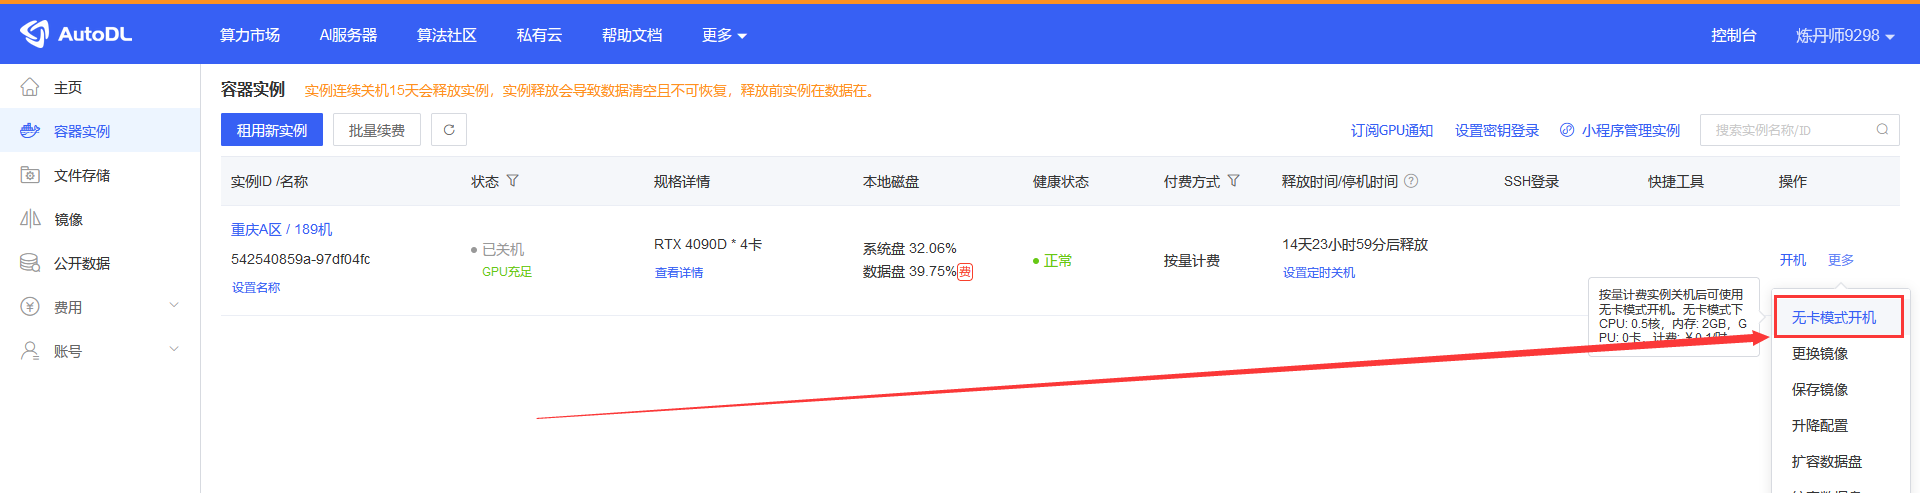 AutoDL
算力市场
AI服务器
算法社区
私有云
帮助文档
更多
控制台
炼丹师9298
主页
容器实例
文件存储
镜像
公开数据
费用
账号
容器实例
实例连续关机15天会释放实例，实例释放会导致数据清空且不可恢复，释放前实例在数据在。
租用新实例
批量续费
订阅GPU通知
设置密钥登录
小程序管理实例
搜索实例名称/ID
实例ID /名称
状态
规格详情
本地磁盘
健康状态
付费方式
释放时间/停机时间
SSH登录
快捷工具
操作
重庆A区 / 189机
542540859a-97df04fc
设置名称
已关机
GPU充足
RTX 4090D * 4卡
查看详情
系统盘 32.06%
数据盘 39.75% 费
正常
按量计费
14天23小时59分后释放
设置定时关机
开机
更多
按量计费实例关机后可使用
无卡模式开机。无卡模式下
CPU: 0.5核，内存: 2GB，G
PU: 0卡，计费: ￥0.1/时
无卡模式开机
更换镜像
保存镜像
升降配置
扩容数据盘